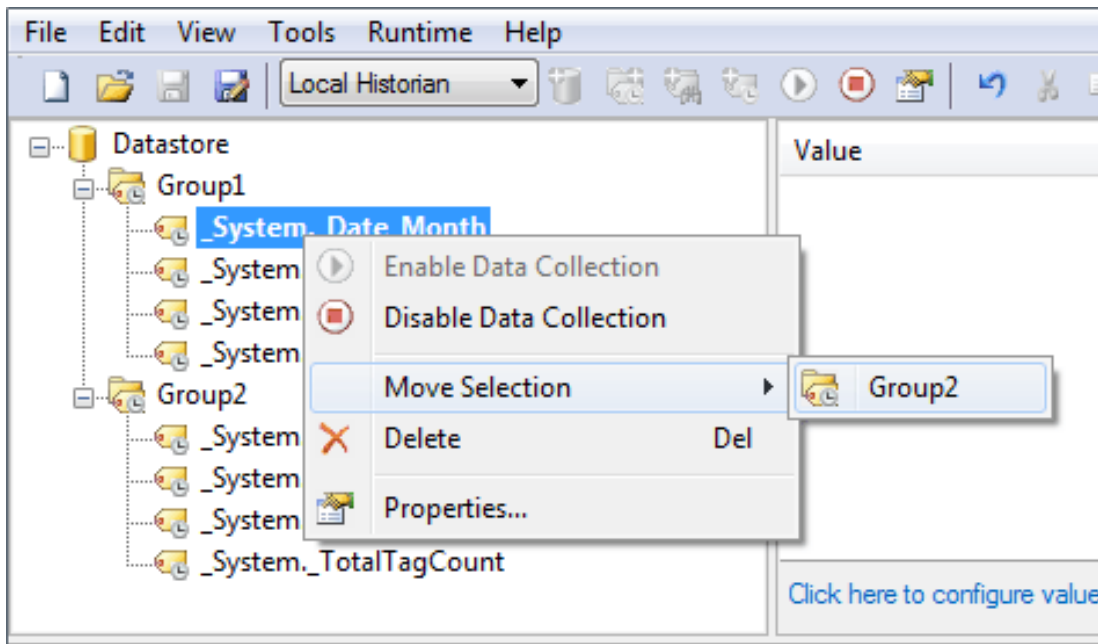 File Edit View Tools Runtime Help
Local Historian
Datastore
Value
Group1
_System._Date_Month
_System.
Enable Data Collection
_System
Disable Data Collection
_System
Group2
Move Selection
Group2
_System.
Delete Del
_System.
_System
Properties...
_System._TotalTagCount
Click here to configure value